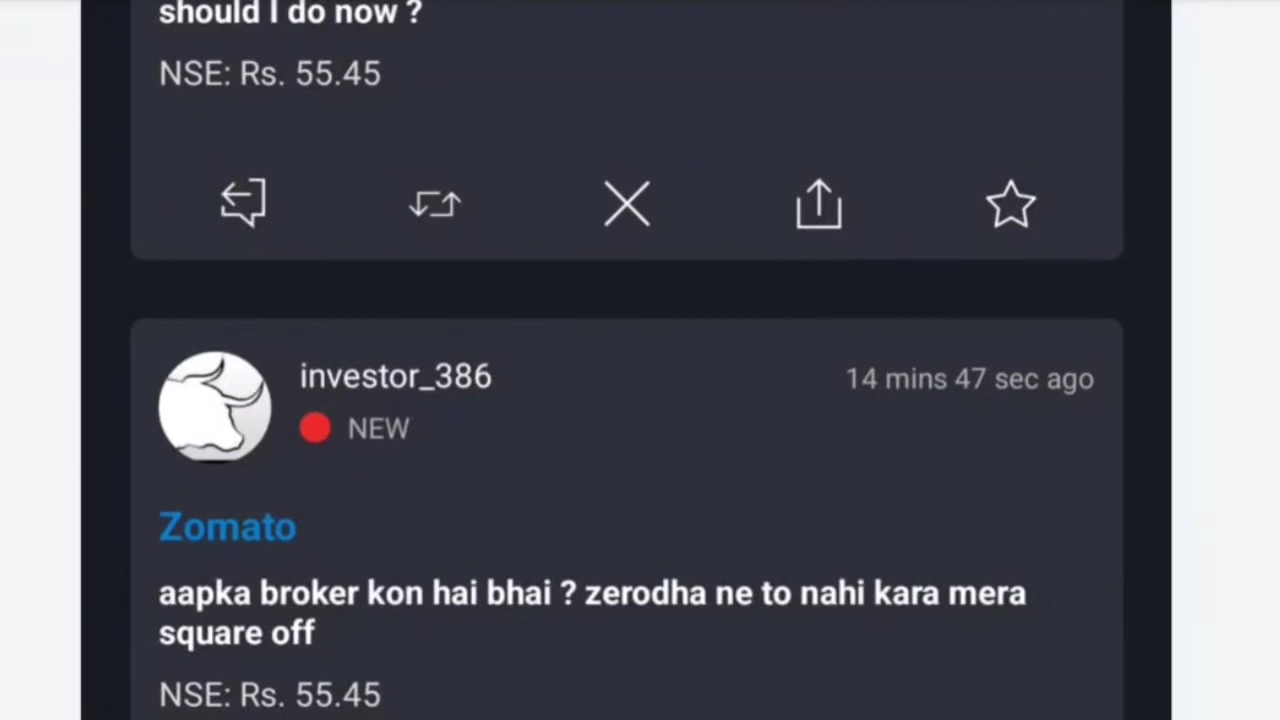 should I do now ?
NSE: Rs. 55.45
investor_386
14 mins 47 sec ago
NEW
Zomato
aapka broker kon hai bhai ? zerodha ne to nahi kara mera
square off
NSE: Rs. 55.45